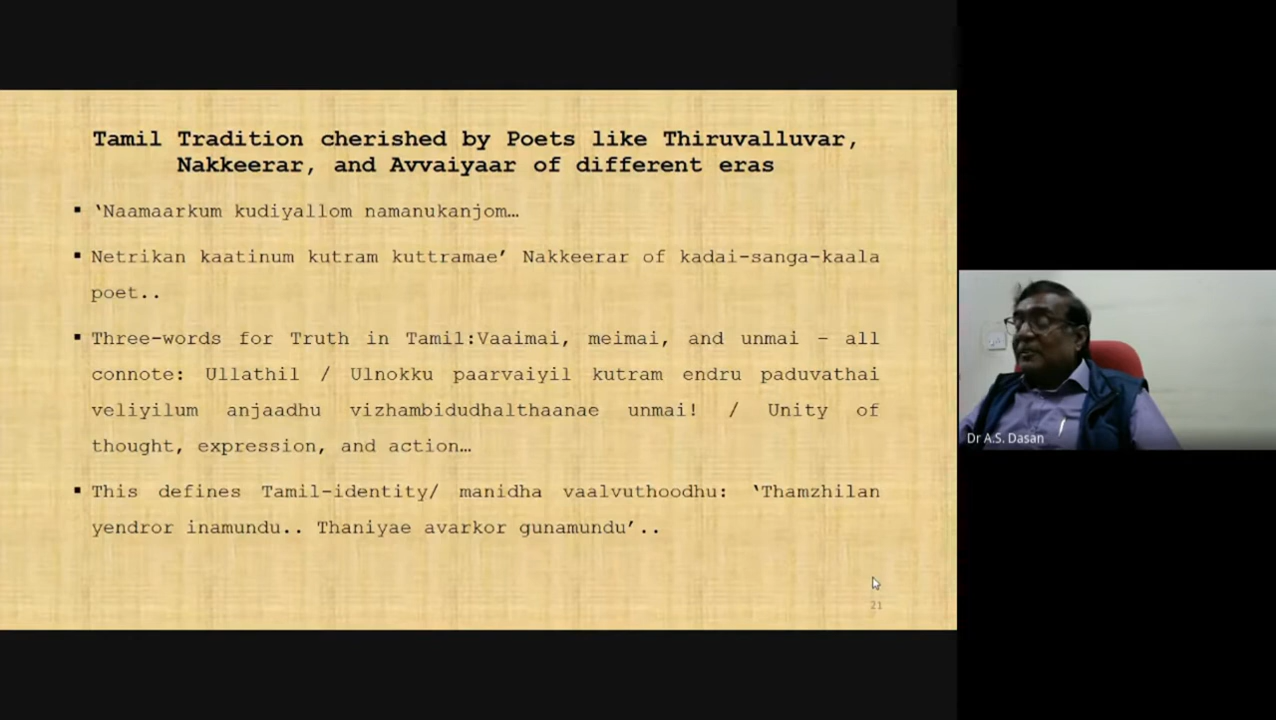 Tamil Tradition cherished by Poets like Thiruvalluvar,
Nakkeerar, and Avvaiyaar of different eras
▪ ‘Naamaarkum kudiyallom namanukanjom…
▪ Netrikan kaatinum kutram kuttramae’ Nakkeerar of kadai-sanga-kaala
poet..
▪ Three-words for Truth in Tamil:Vaaimai, meimai, and unmai – all
connote: Ullathil / Ulnokku paarvaiyil kutram endru paduvathai
veliyilum anjaadhu vizhambidudhalthaanae unmai! / Unity of
thought, expression, and action…
▪ This defines Tamil-identity/ manidha vaalvuthoodhu: ‘Thamzhilan
yendror inamundu.. Thaniyae avarkor gunamundu’..
21
Dr A.S. Dasan